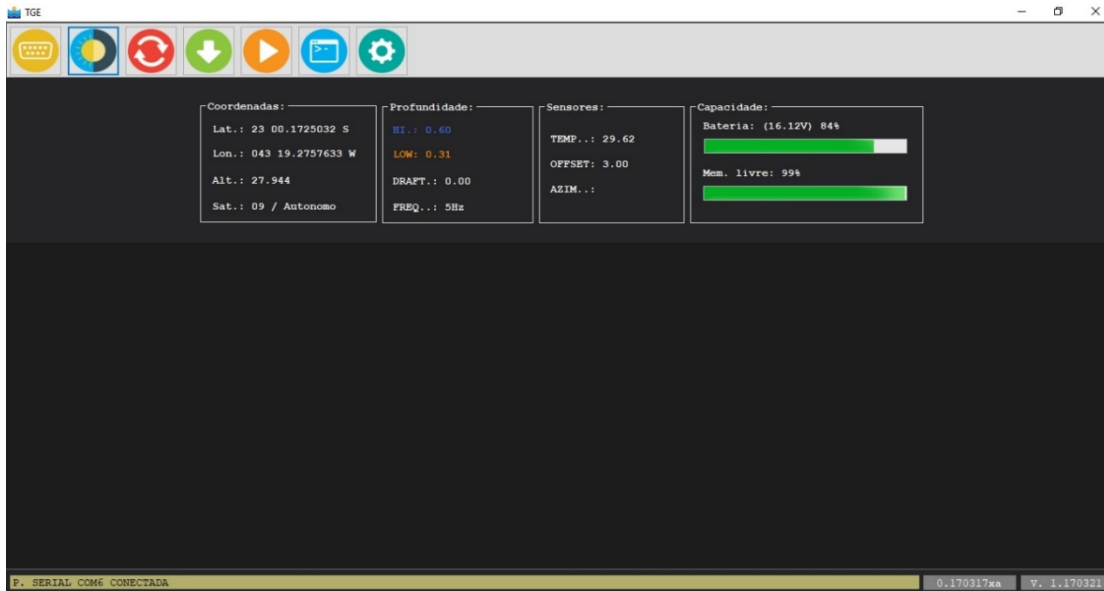 TGE
Coordenadas:
Lat.: 23 00.1725032 S
Lon.: 043 19.2757633 W
Alt.: 27.944
Sat.: 09 / Autonomo
Profundidade:
HI.: 0.60
LOW: 0.31
DRAFT.: 0.00
FREQ..: 5Hz
Sensores:
TEMP..: 29.62
OFFSET: 3.00
AZIM..:
Capacidade:
Bateria: (16.12V) 84%
Mem. livre: 99%
P. SERIAL COM6 CONECTADA
0.170317xa
V. 1.170321